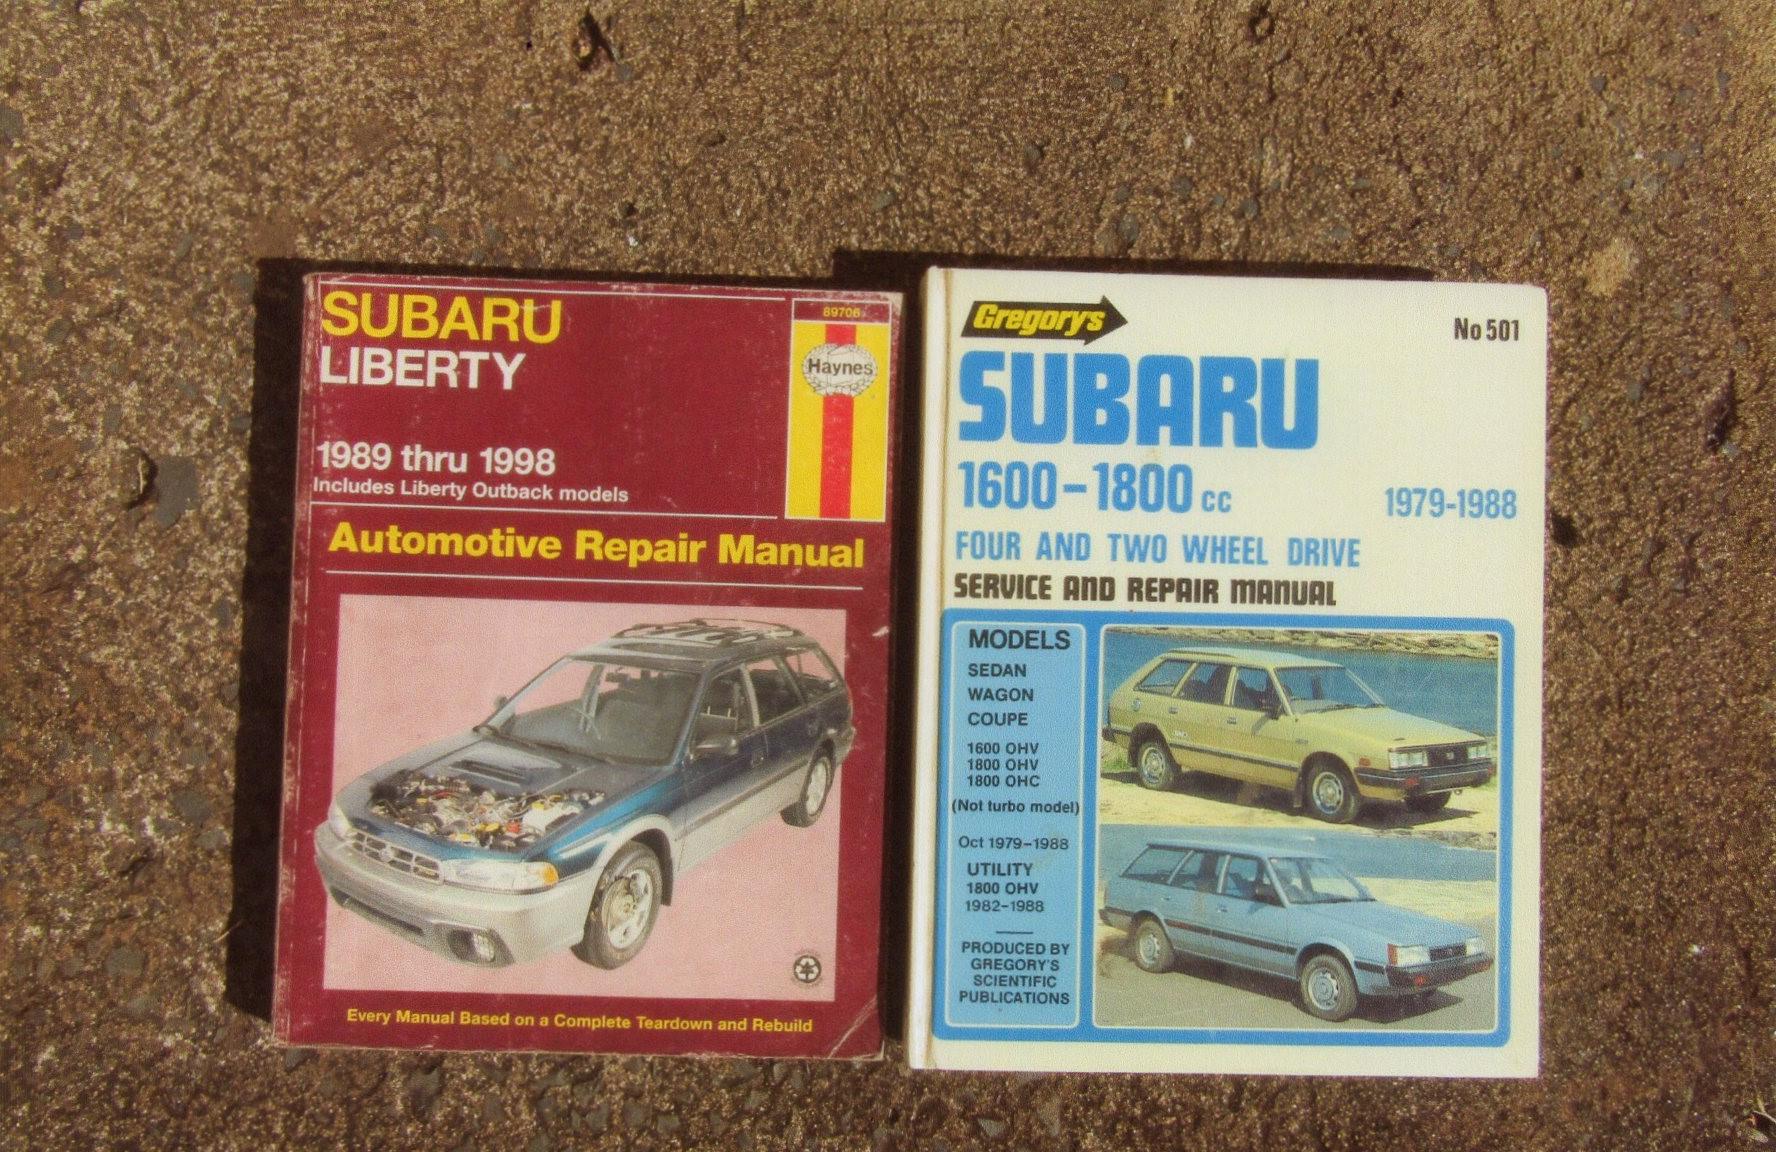 SUBARU
LIBERTY
1989 thru 1998
Includes Liberty Outback models
89706
Haynes
Automotive Repair Manual
Every Manual Based on a Complete Teardown and Rebuild
Gregory's
No 501
SUBARU
1600-1800 cc
1979-1988
FOUR AND TWO WHEEL DRIVE
SERVICE AND REPAIR MANUAL
MODELS
SEDAN
WAGON
COUPE
1600 OHV
1800 OHV
1800 OHC
(Not turbo model)
Oct 1979-1988
UTILITY
1800 OHV
1982-1988
PRODUCED BY
GREGORY'S
SCIENTIFIC
PUBLICATIONS